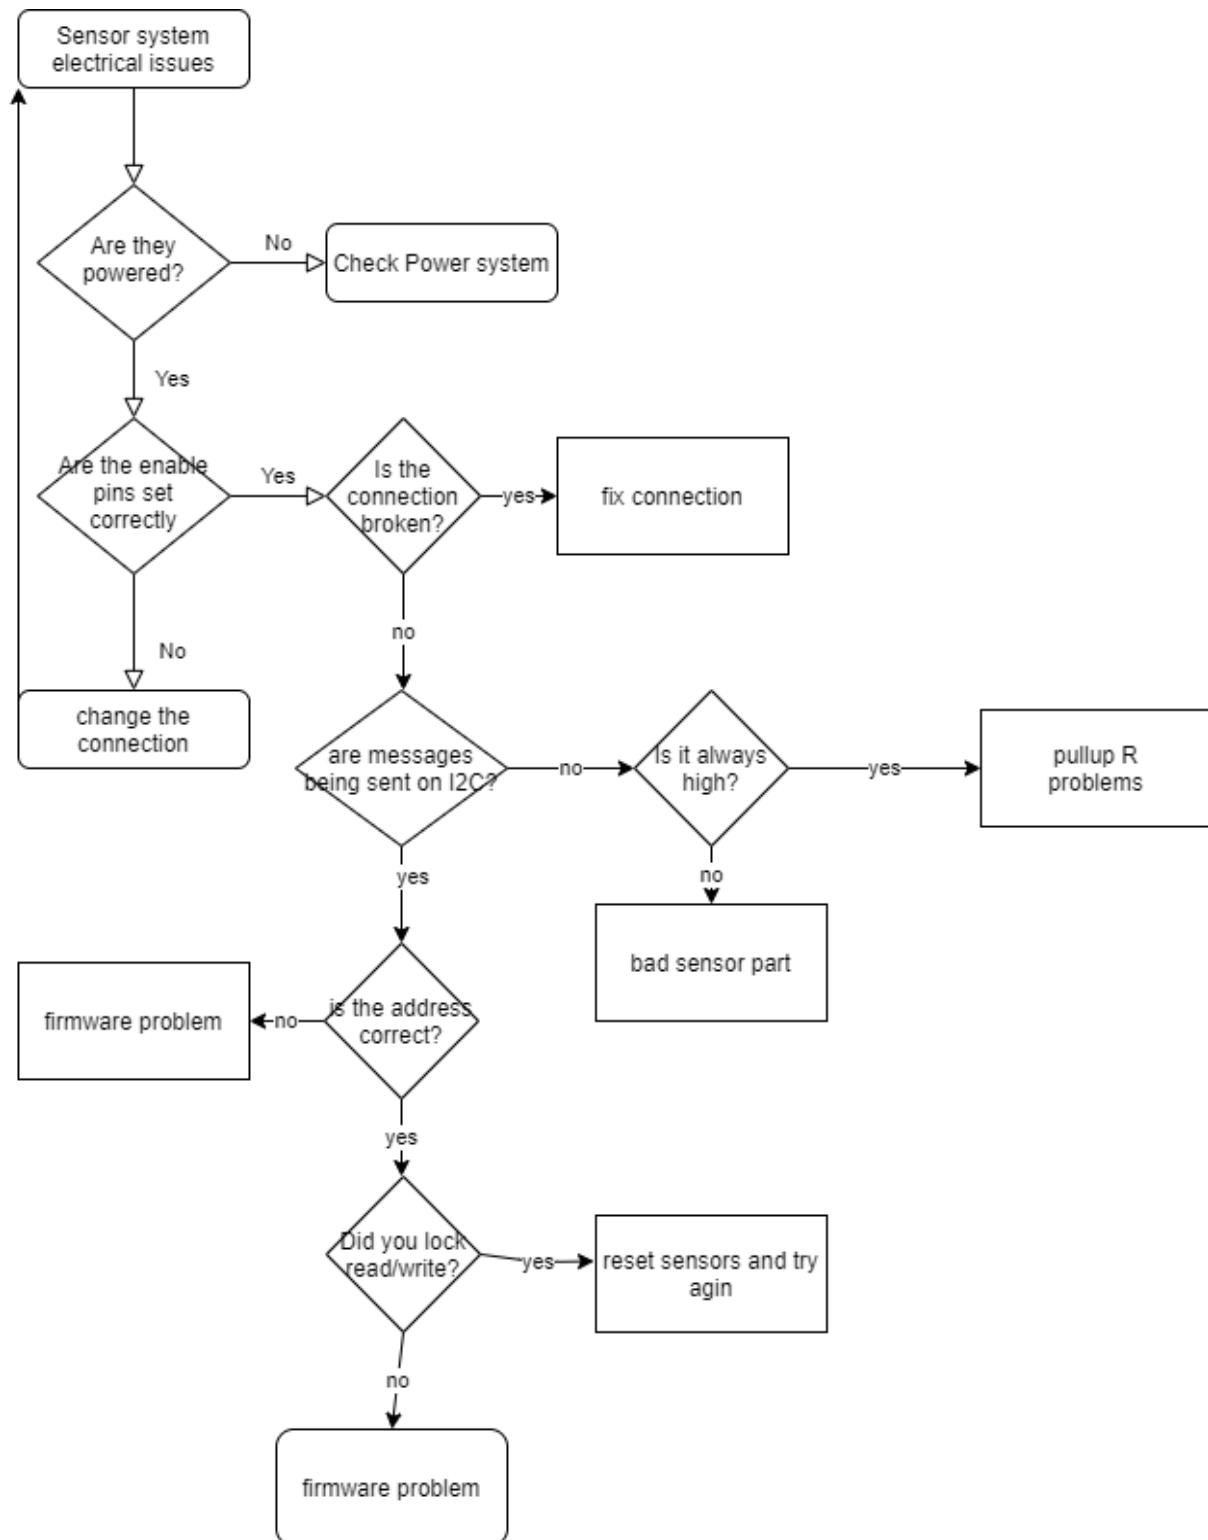 Sensor system
electrical issues
Are they
powered?
No
Check Power system
Yes
Are the enable
pins set
correctly
Yes
Is the
connection
broken?
yes
fix connection
No
no
change the
connection
are messages
being sent on I2C?
no
Is it always
high?
yes
pullup R
problems
yes
no
bad sensor part
is the address
correct?
no
firmware problem
yes
Did you lock
read/write?
yes
reset sensors and try
agin
no
firmware problem